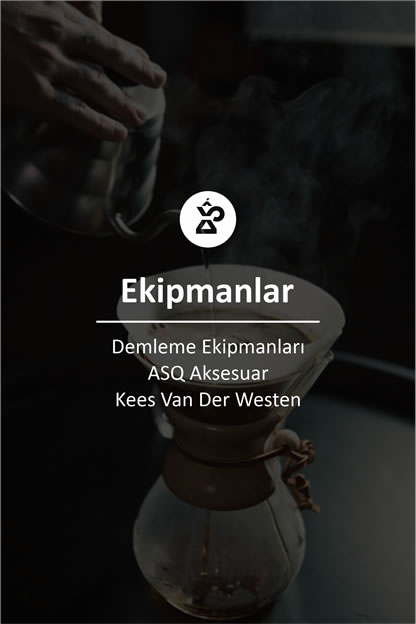 Ekipmanlar
Demleme Ekipmanları
ASQ Aksesuar
Kees Van Der Westen